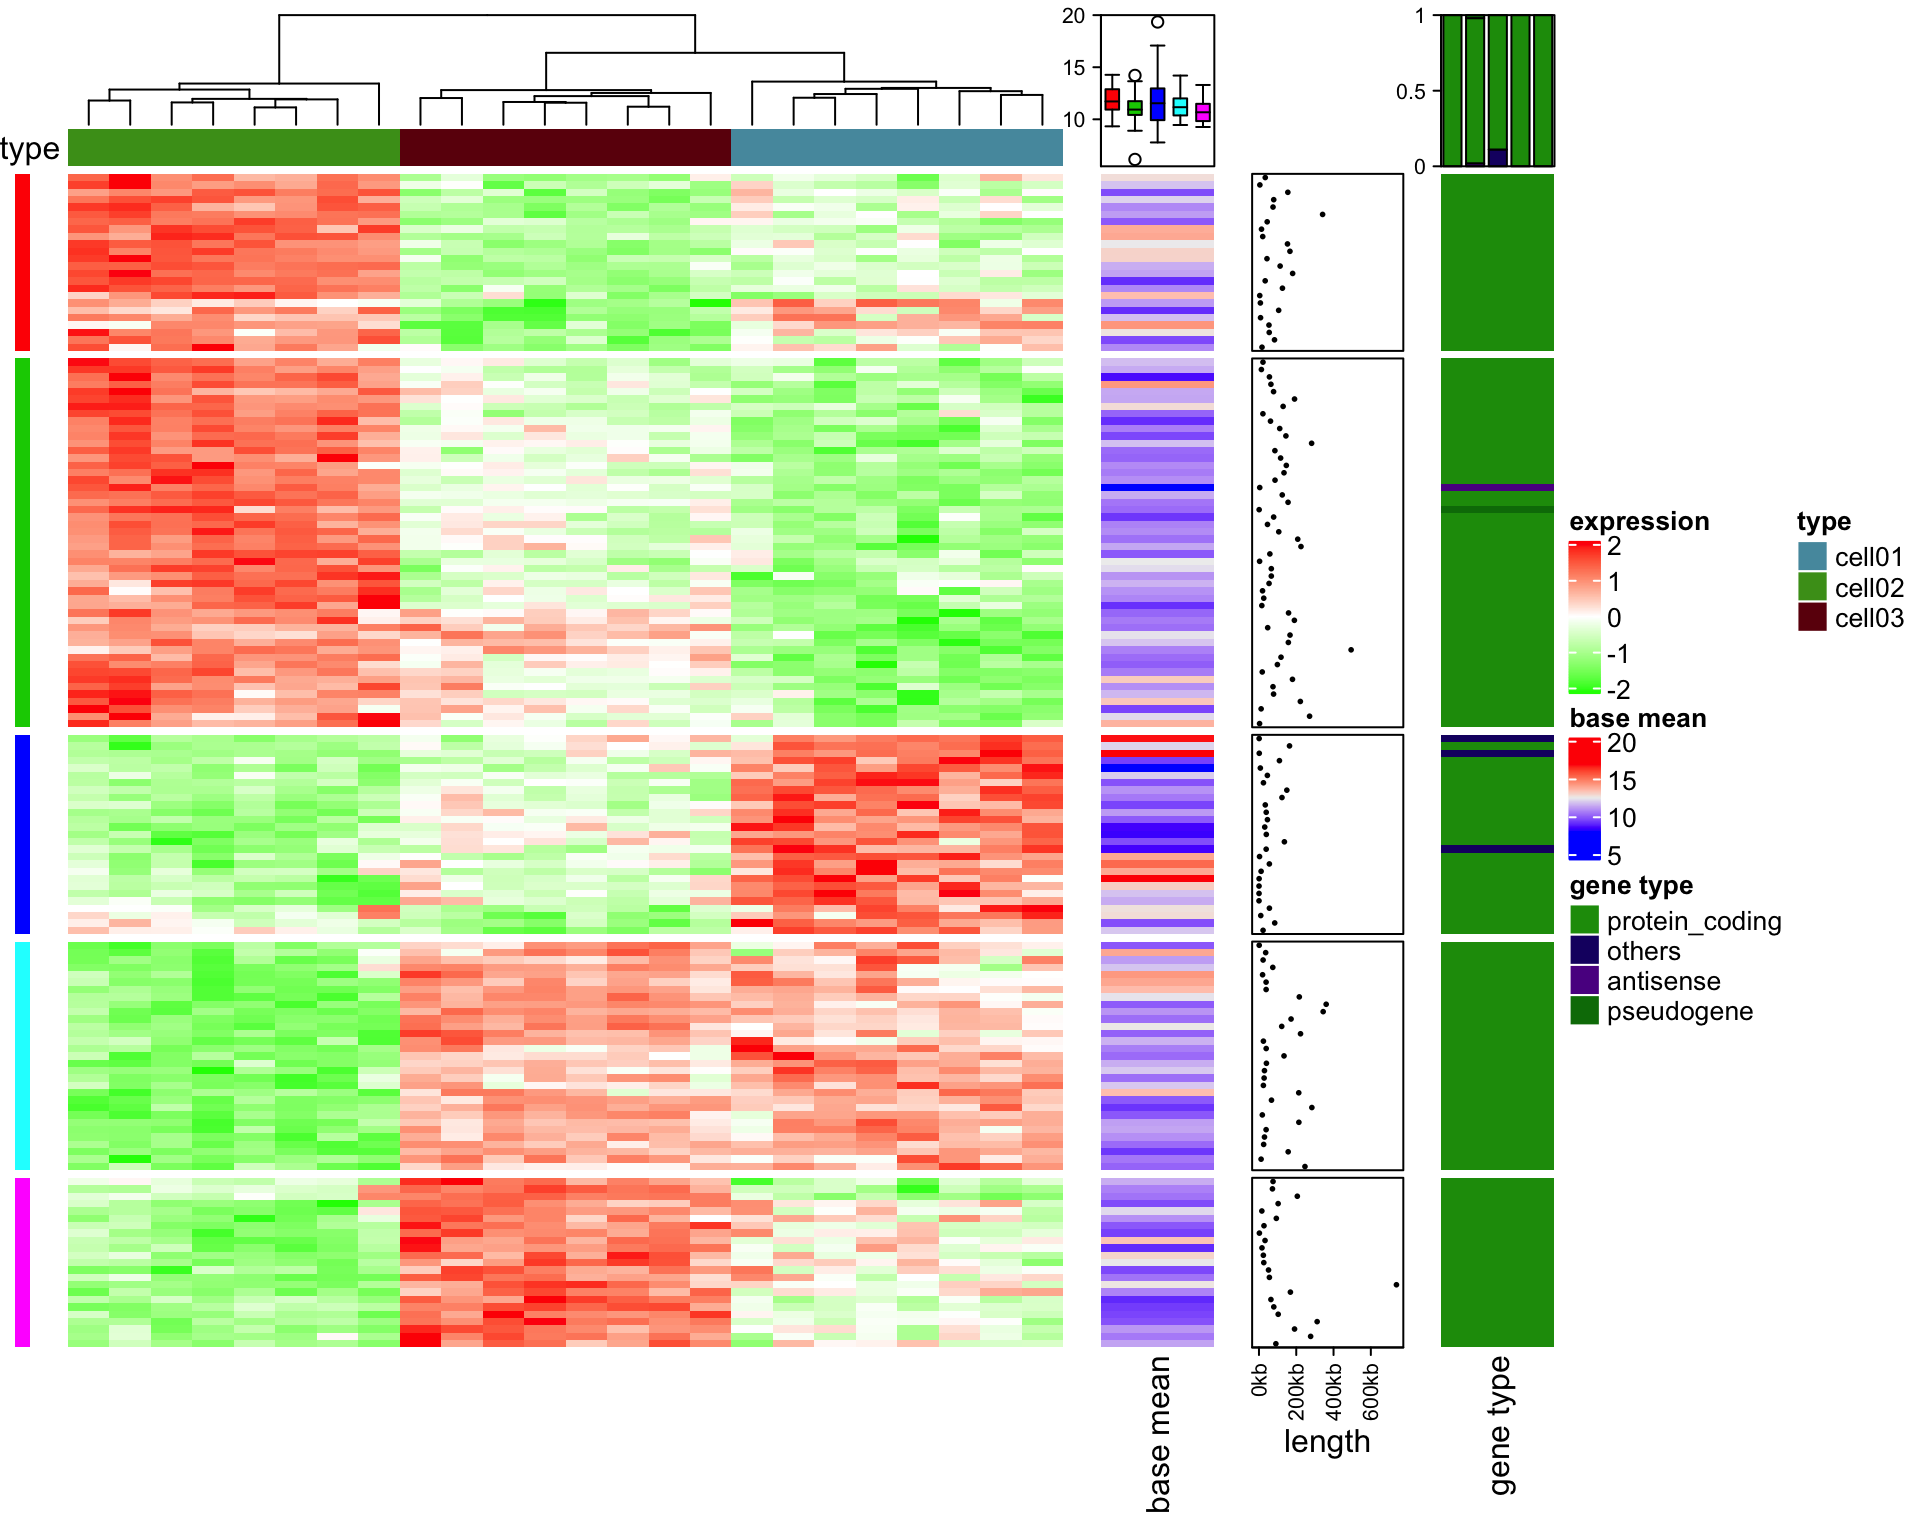 type
20
15
10
1
0.5
0
expression
2
1
0
-1
-2
base mean
20
15
10
5
gene type
protein_coding
others
antisense
pseudogene
type
cell01
cell02
cell03
0kb
200kb
400kb
600kb
base mean
length
gene type